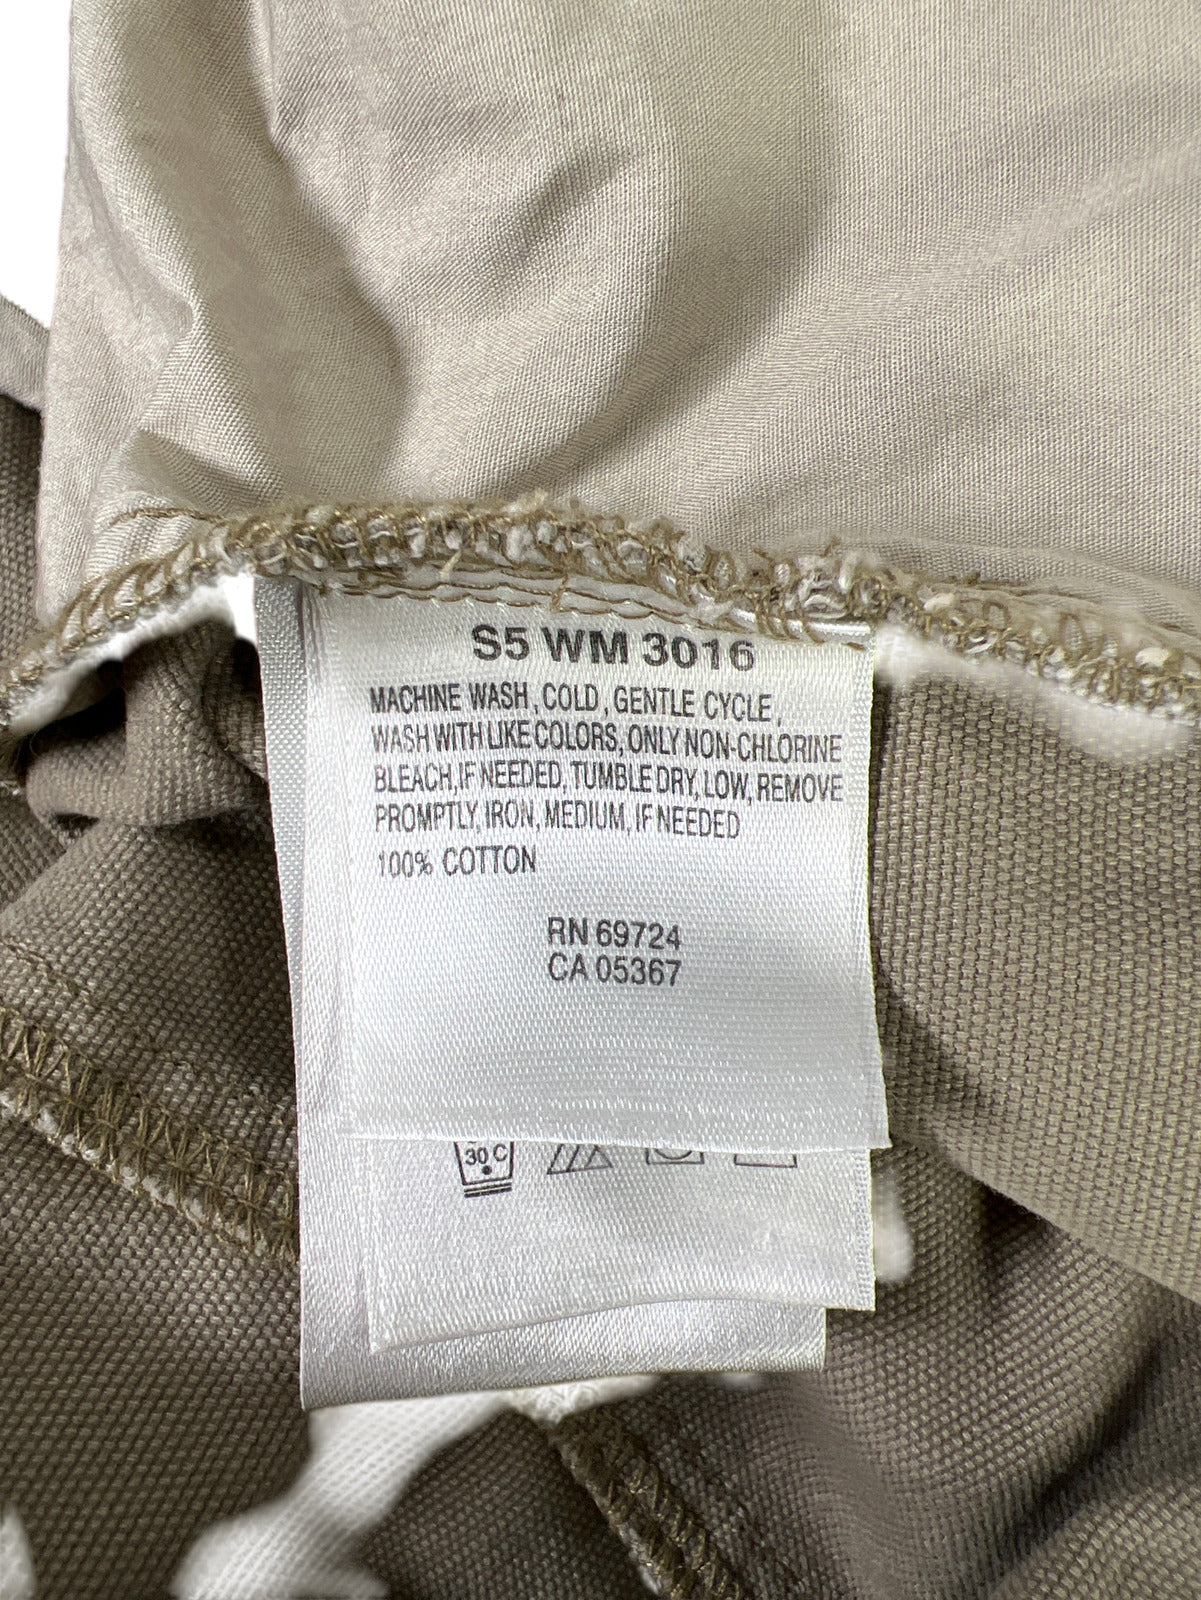 S5 WM 3016
MACHINE WASH, COLD, GENTLE CYCLE,
WASH WITH LIKE COLORS, ONLY NON-CHLORINE
BLEACH, IF NEEDED, TUMBLE DRY, LOW, REMOVE
PROMPTLY, IRON, MEDIUM, IF NEEDED
100% COTTON
RN 69724
CA 05367
30 C